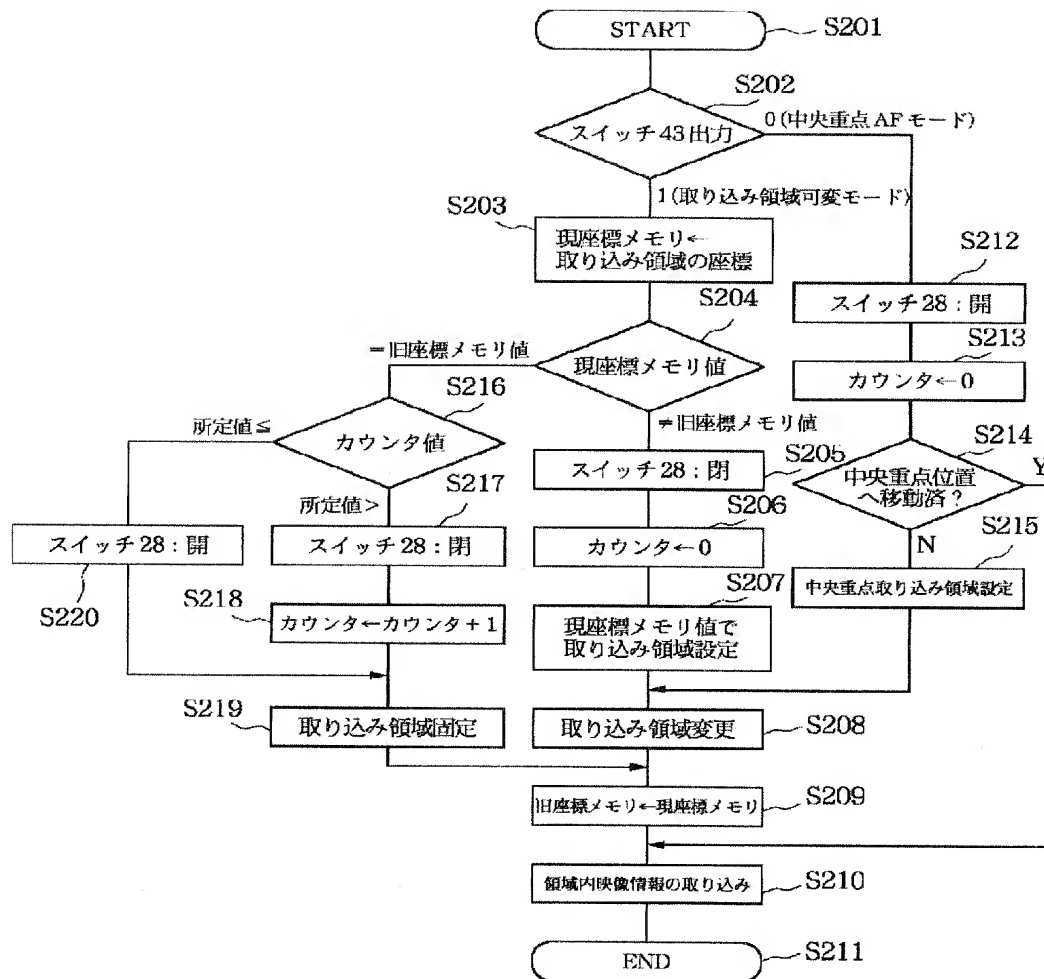 START
S201
S202
スイッチ43出力
0(中央重点AFモード)
1(取り込み領域可変モード)
S203
現座標メモリ←
取り込み領域の座標
S212
スイッチ28:開
S204
現座標メモリ値
=旧座標メモリ値
≠旧座標メモリ値
S213
カウンタ←0
S216
カウンタ値
所定値≦
所定値>
S205
スイッチ28:閉
S214
中央重点位置
へ移動済?
Y
N
S217
スイッチ28:閉
S206
カウンタ←0
スイッチ28:開
S220
S215
中央重点取り込み領域設定
S218
カウンタ←カウンタ+1
S207
現座標メモリ値で
取り込み領域設定
S219
取り込み領域固定
取り込み領域変更
S208
旧座標メモリ←現座標メモリ
S209
領域内映像情報の取り込み
S210
END
S211